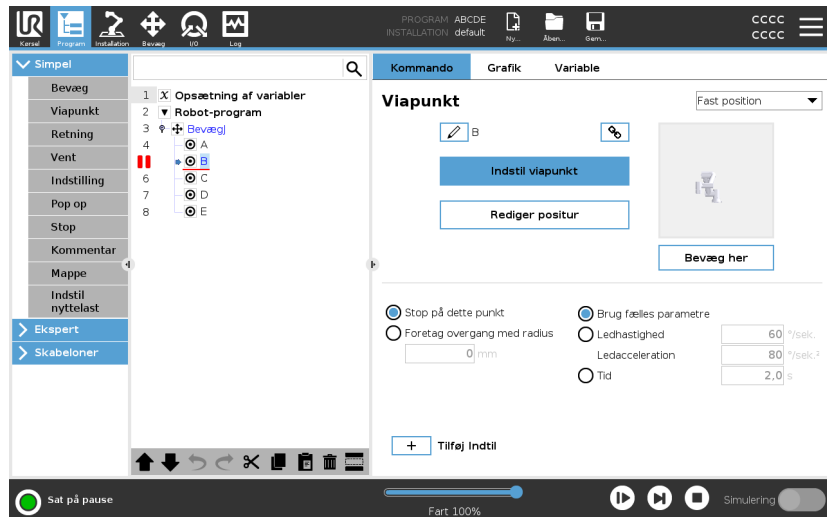 UR
PROGRAM ABCDE
INSTALLATION default
CCCC
CCCC
Kørsel Program Installation Bevæg I/O Log Ny... Åben... Gem...
Simpel
Bevæg
Viapunkt
Retning
Vent
Indstilling
Pop op
Stop
Kommentar
Mappe
Indstil
nyttelast
Ekspert
Skabeloner
1 X Opsætning af variabler
2 Robot-program
3 BevægJ
4 A
B
6 C
7 D
8 E
Kommando Grafik Variable
Viapunkt
Fast position
B
Indstil viapunkt
Rediger positur
Bevæg her
Stop på dette punkt
Foretag overgang med radius
0 mm
Brug fælles parametre
Ledhastighed 60 °/sek.
Ledacceleration 80 °/sek.²
Tid 2,0 s
+ Tilføj Indtil
Sat på pause
Fart 100%
Simulering